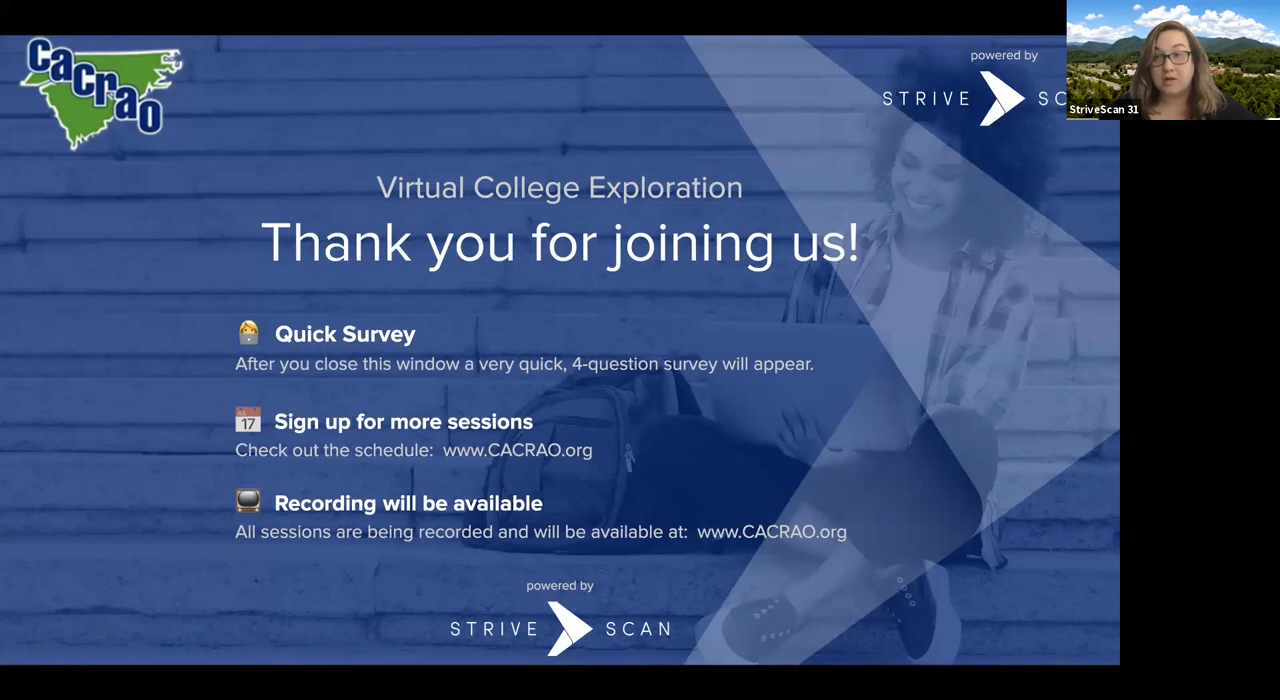 CACRAO
powered by
STRIVE SC
StriveScan 31
Virtual College Exploration
Thank you for joining us!
Quick Survey
After you close this window a very quick, 4-question survey will appear.
17
Sign up for more sessions
Check out the schedule: www.CACRAO.org
Recording will be available
All sessions are being recorded and will be available at: www.CACRAO.org
powered by
STRIVE SCAN